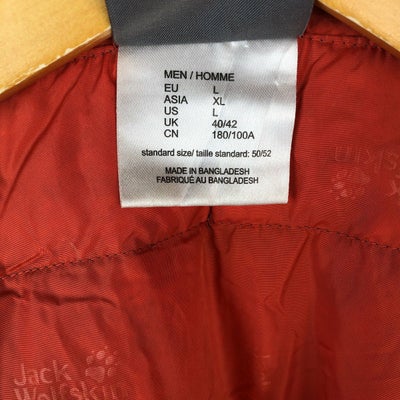 MEN / HOMME
EU L
ASIA XL
US L
UK 40/42
CN 180/100A
standard size/ taille standard: 50/52
MADE IN BANGLADESH
FABRIQUÉ AU BANGLADESH
Jack
Wolfskin